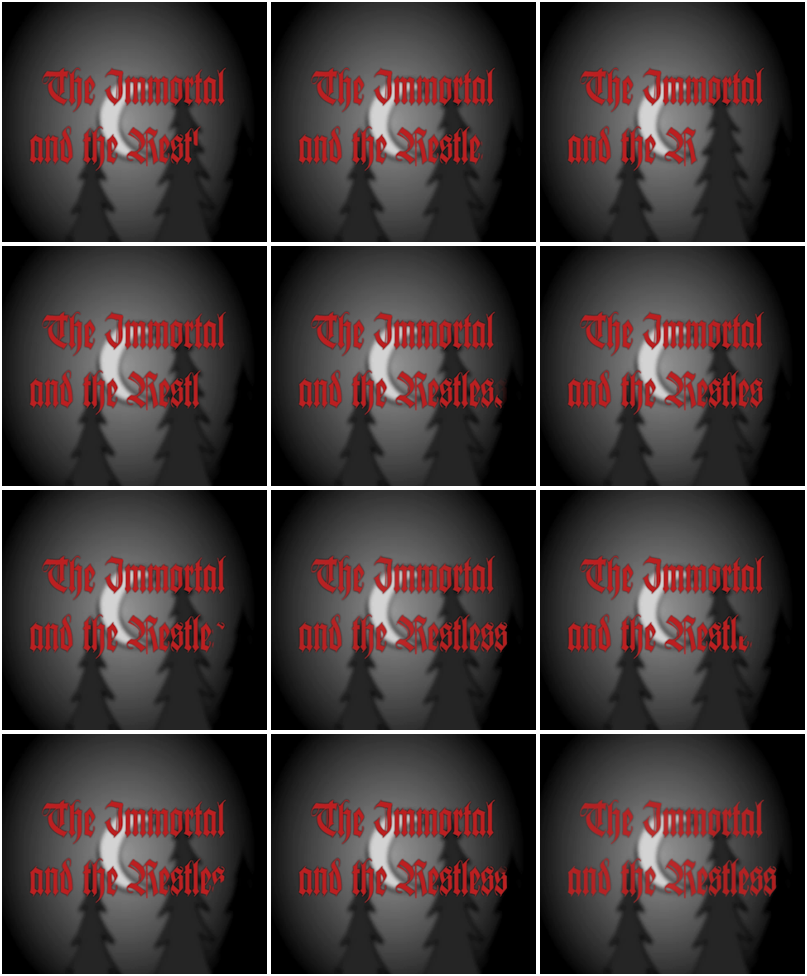 The Immortal
and the Rest
The Immortal
and the Restle
The Immortal
and the R
The Immortal
and the Restl
The Immortal
and the Restles
The Immortal
and the Restles
The Immortal
and the Restle
The Immortal
and the Restless
The Immortal
and the Restl
The Immortal
and the Restles
The Immortal
and the Restless
The Immortal
and the Restless